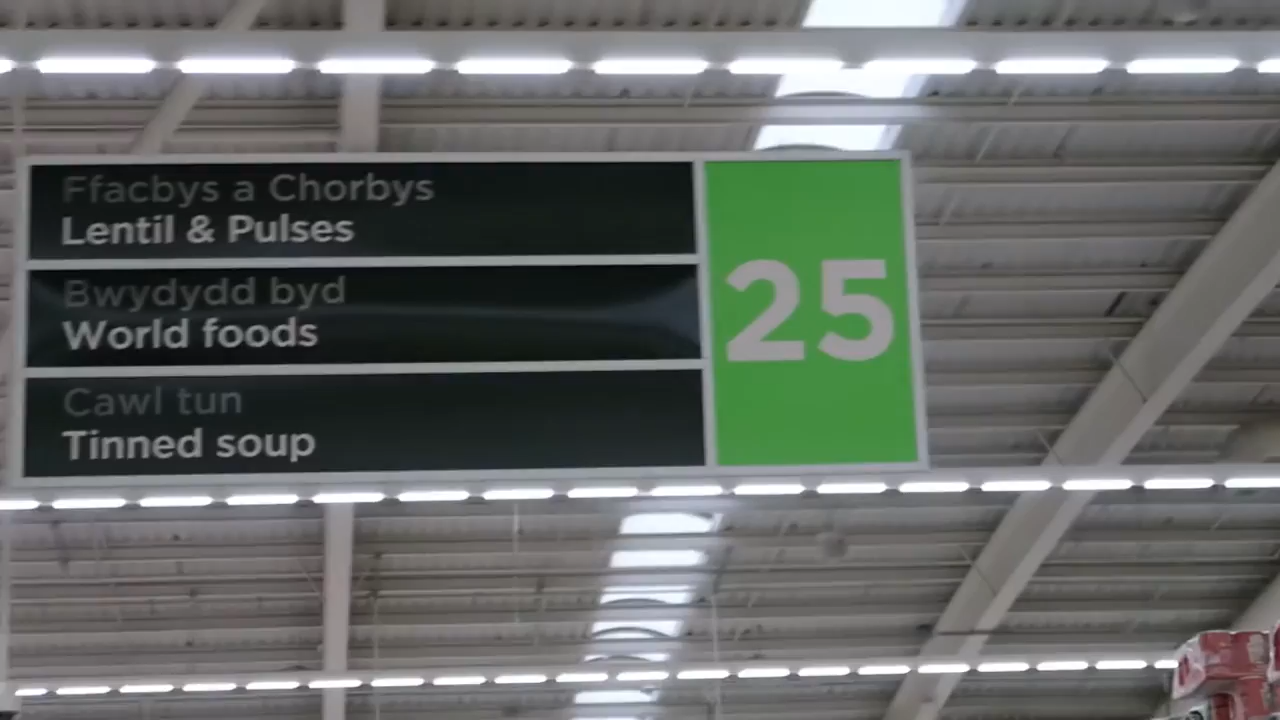 Ffacbys a Chorbys
Lentil & Pulses
Bwydydd byd
World foods
Cawl tun
Tinned soup
25